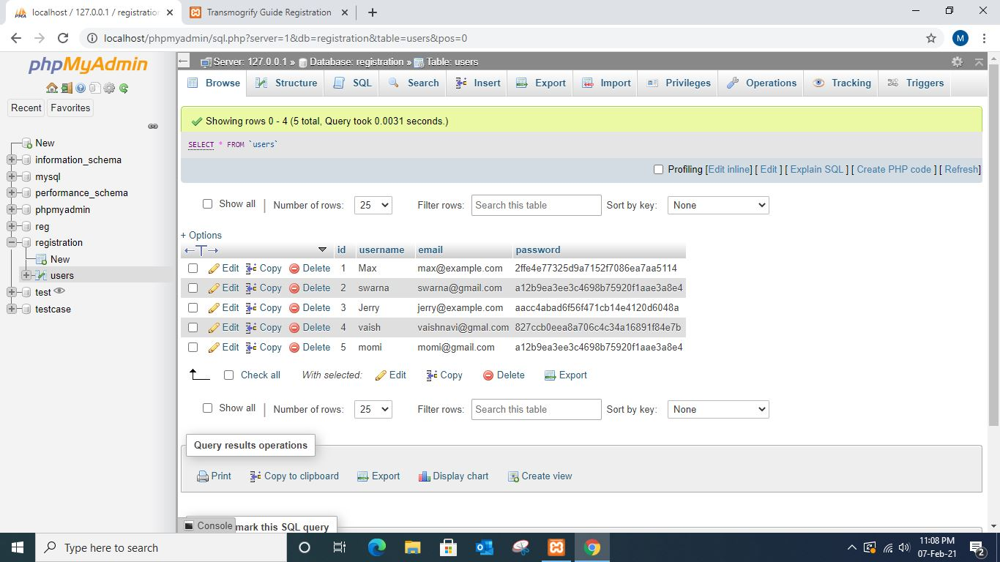 localhost / 127.0.0.1 / registration
Transmogrify Guide Registration
localhost/phpmyadmin/sql.php?server=1&db=registration&table=users&pos=0
M
phpMyAdmin
Recent Favorites
New
information_schema
mysql
performance_schema
phpmyadmin
reg
registration
New
users
test
testcase
Server: 127.0.0.1 » Database: registration » Table: users
Browse Structure SQL Search Insert Export Import Privileges Operations Tracking Triggers
Showing rows 0 - 4 (5 total, Query took 0.0031 seconds.)
SELECT * FROM `users`
Profiling [Edit inline] [ Edit ] [ Explain SQL ] [ Create PHP code ] [ Refresh]
Show all | Number of rows: 25 Filter rows: Search this table Sort by key: None
+ Options
←T→ id username email password
Edit Copy Delete 1 Max max@example.com 2ffe4e77325d9a7152f7086ea7aa5114
Edit Copy Delete 2 swarna swarna@gmail.com a12b9ea3ee3c4698b75920f1aae3a8e4
Edit Copy Delete 3 Jerry jerry@example.com aacc4abad6f56f471cb14e4120d6048a
Edit Copy Delete 4 vaish vaishnavi@gmal.com 827ccb0eea8a706c4c34a16891f84e7b
Edit Copy Delete 5 momi momi@gmail.com a12b9ea3ee3c4698b75920f1aae3a8e4
Check all With selected: Edit Copy Delete Export
Show all | Number of rows: 25 Filter rows: Search this table Sort by key: None
Query results operations
Print Copy to clipboard Export Display chart Create view
Console mark this SQL query
Type here to search
11:08 PM
07-Feb-21
2